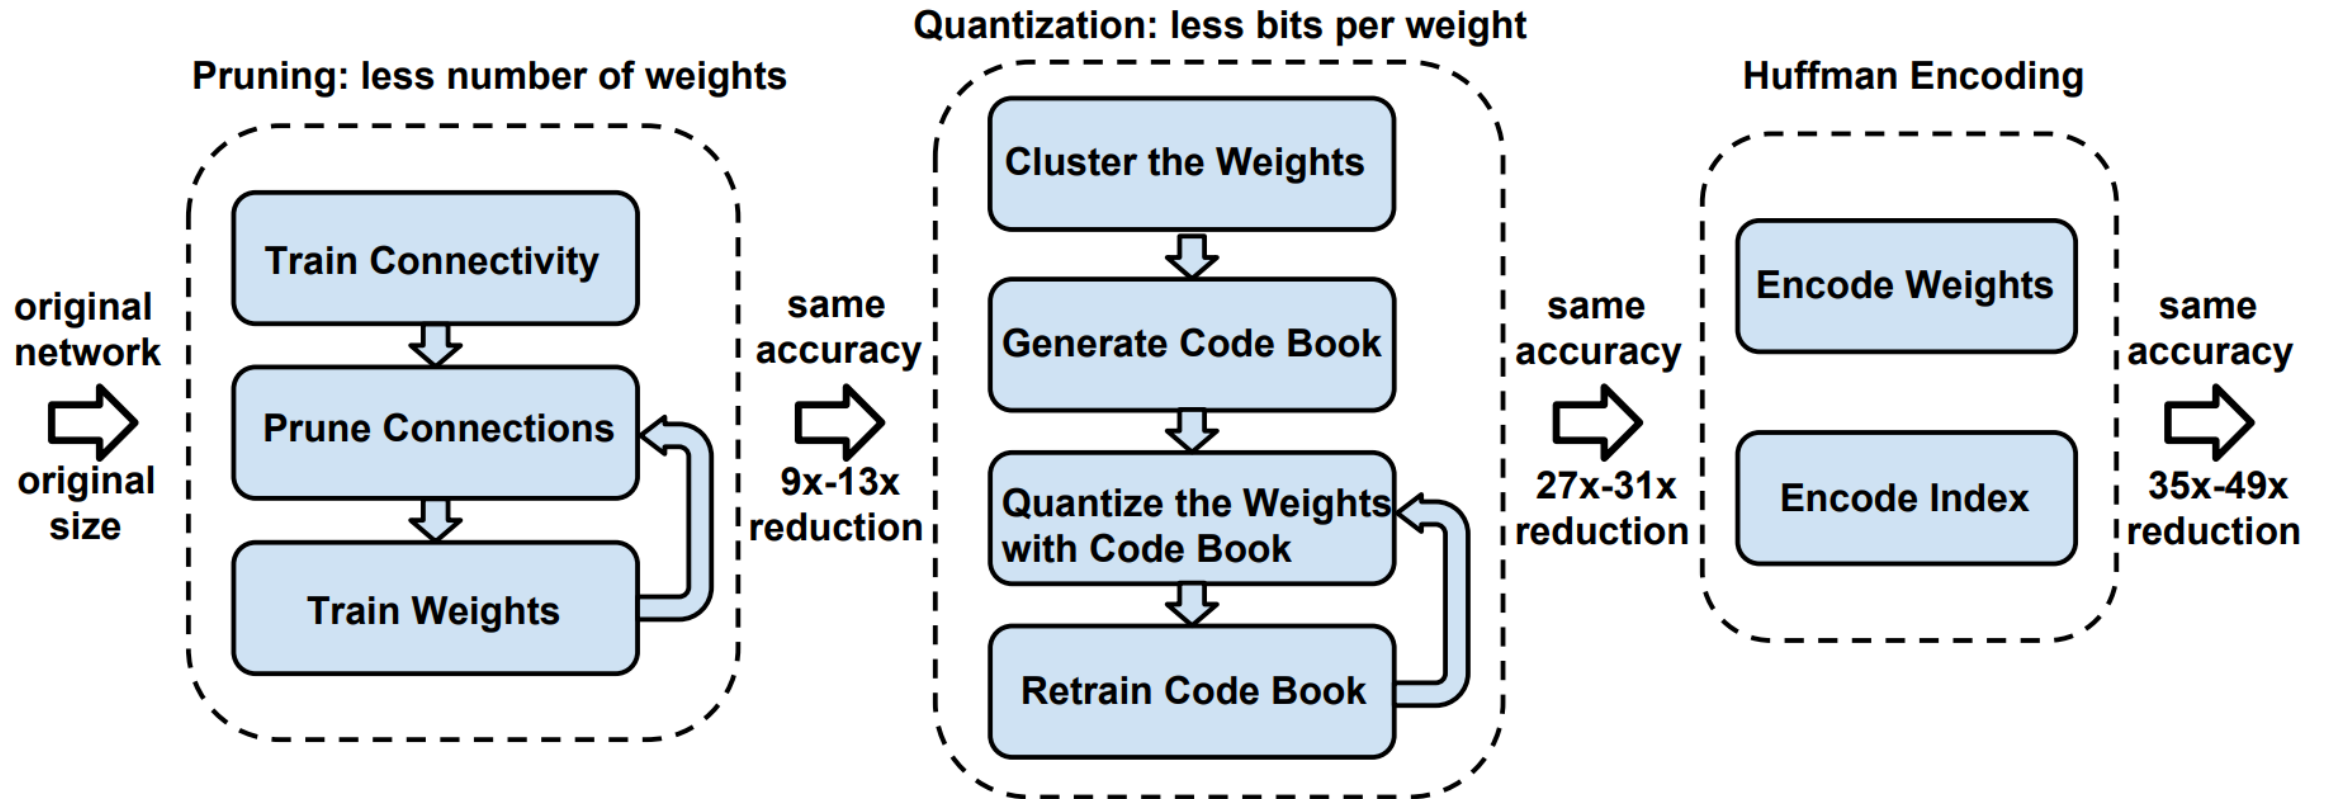 Pruning: less number of weights
Train Connectivity
Prune Connections
Train Weights
original
network
original
size
same
accuracy
9x-13x
reduction
Quantization: less bits per weight
Cluster the Weights
Generate Code Book
Quantize the Weights
with Code Book
Retrain Code Book
same
accuracy
27x-31x
reduction
Huffman Encoding
Encode Weights
Encode Index
same
accuracy
35x-49x
reduction